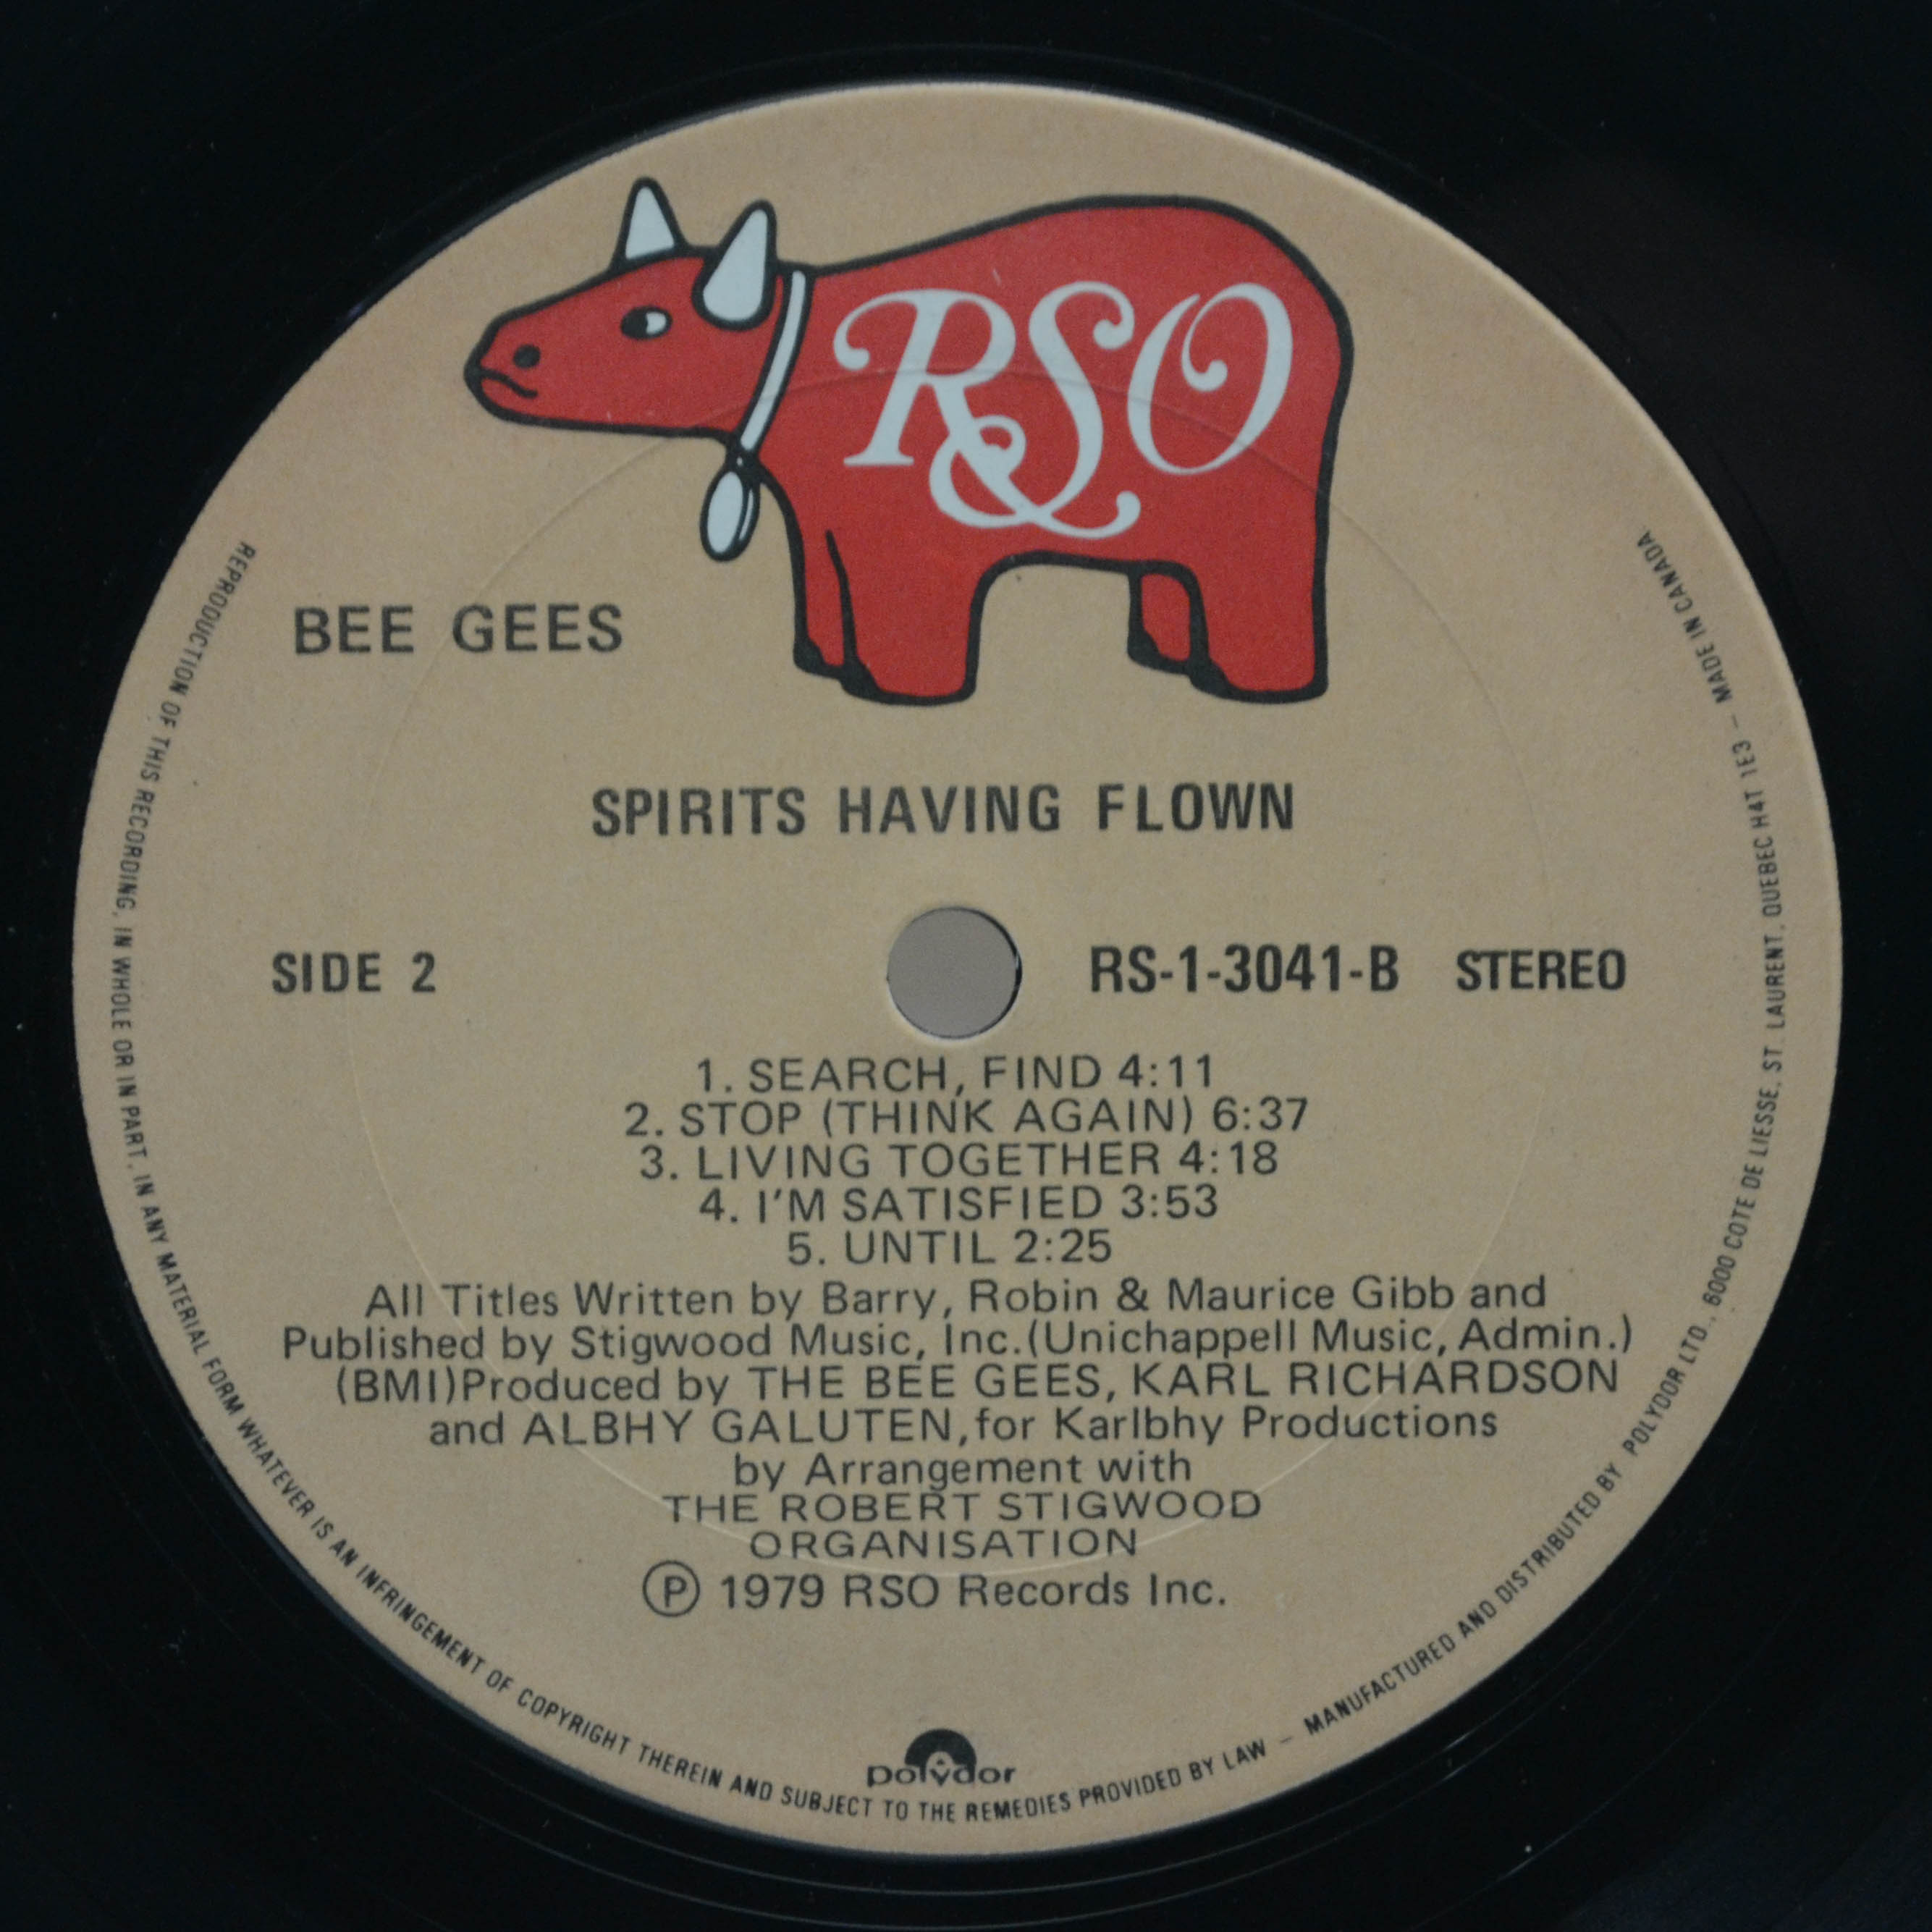 RSO
BEE GEES
SPIRITS HAVING FLOWN
SIDE 2
RS-1-3041-B STEREO
1. SEARCH, FIND 4:11
2. STOP (THINK AGAIN) 6:37
3. LIVING TOGETHER 4:18
4. I'M SATISFIED 3:53
5. UNTIL 2:25
All Titles Written by Barry, Robin & Maurice Gibb and
Published by Stigwood Music, Inc.(Unichappell Music, Admin.)
(BMI)Produced by THE BEE GEES, KARL RICHARDSON
and ALBHY GALUTEN,for Karlbhy Productions
by Arrangement with
THE ROBERT STIGWOOD
ORGANISATION
Ⓟ 1979 RSO Records Inc.
polydor
REPRODUCTION OF THIS RECORDING, IN WHOLE OR IN PART, IN ANY MATERIAL FORM WHATEVER IS AN INFRINGEMENT OF COPYRIGHT THEREIN AND SUBJECT TO THE REMEDIES PROVIDED BY LAW – MANUFACTURED AND DISTRIBUTED BY POLYDOR LTD., 6000 COTE DE LIESSE, ST. LAURENT, QUEBEC H4T 1E3 – MADE IN CANADA.